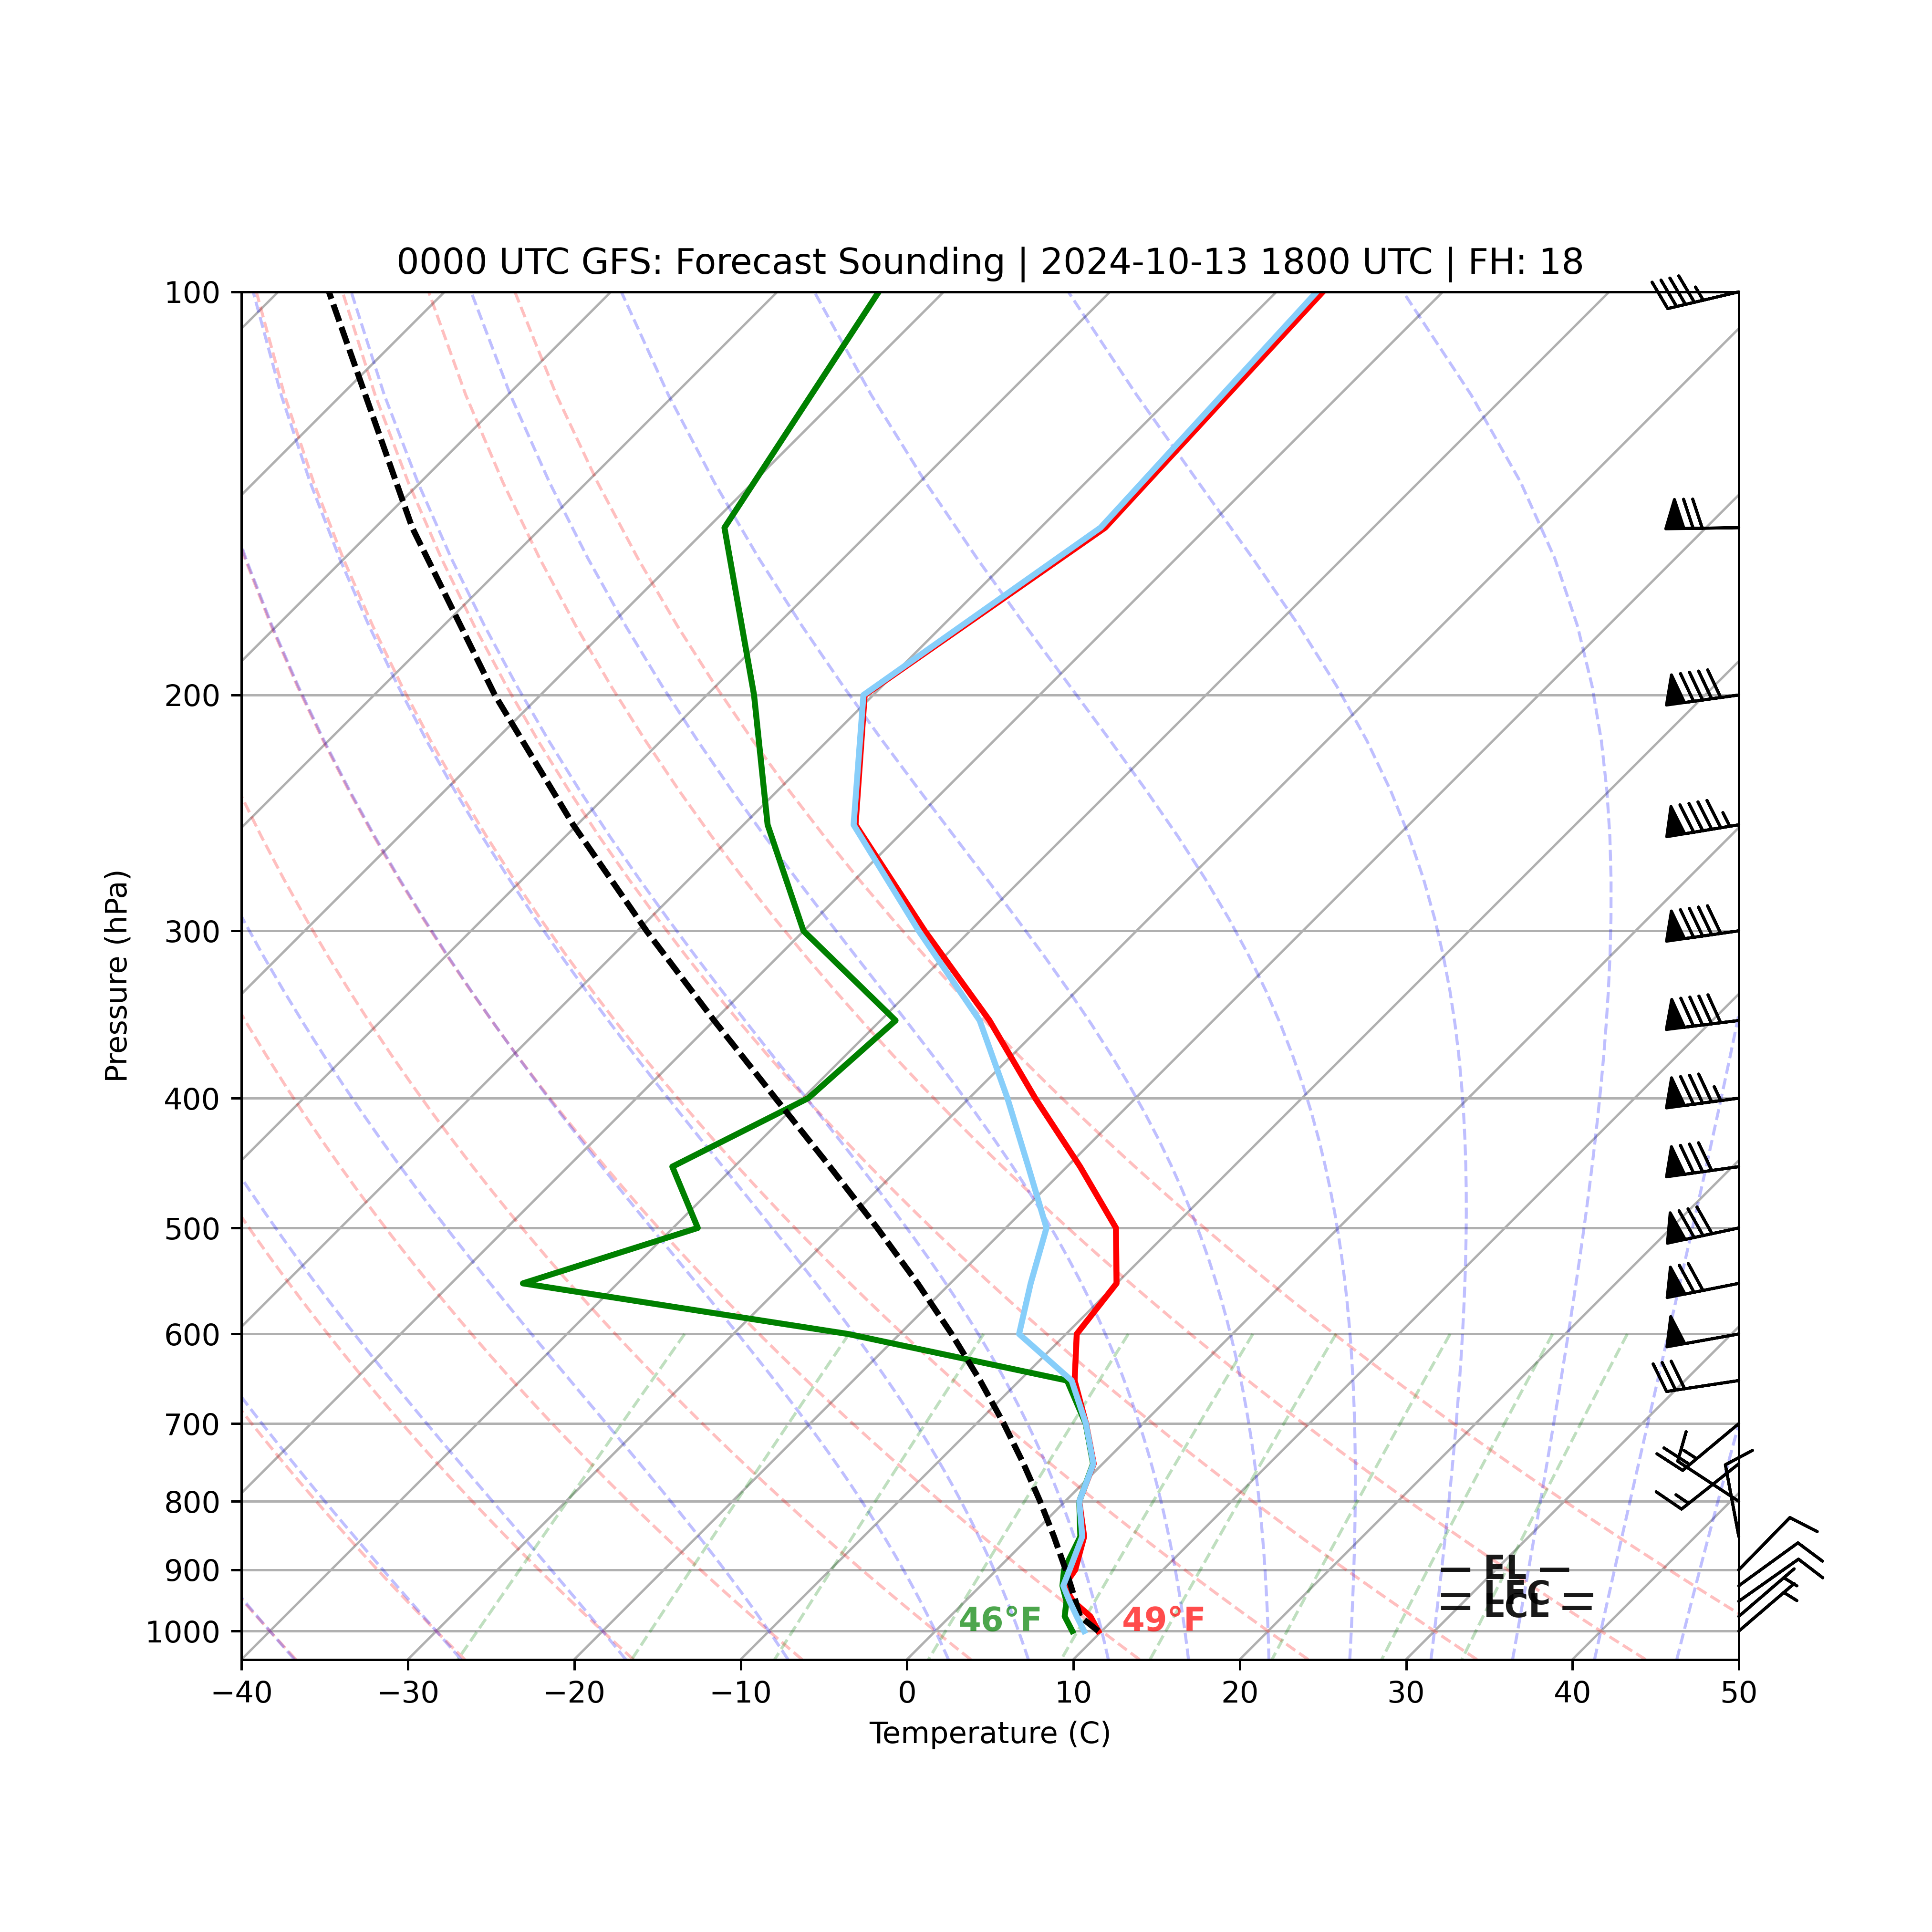 0000 UTC GFS: Forecast Sounding | 2024-10-13 1800 UTC | FH: 18
100
200
300
400
500
600
700
800
900
1000
Pressure (hPa)
— EL —
— LFC —
— LCL —
46°F
49°F
−40 −30 −20 −10 0 10 20 30 40 50
Temperature (C)